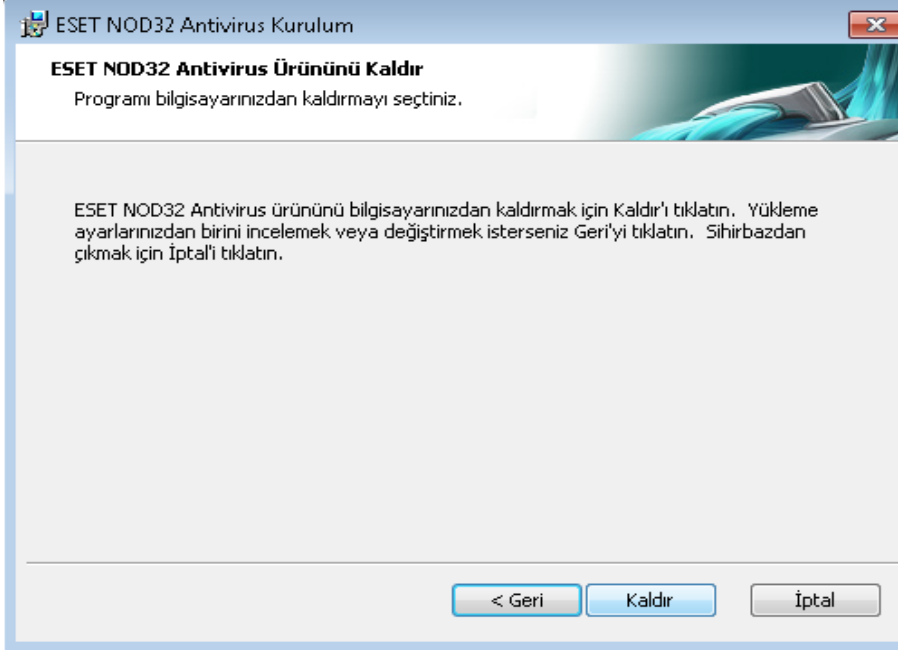 ESET NOD32 Antivirus Kurulum
ESET NOD32 Antivirus Ürününü Kaldır
Programı bilgisayarınızdan kaldırmayı seçtiniz.
ESET NOD32 Antivirus ürününü bilgisayarınızdan kaldırmak için Kaldır'ı tıklatın.  Yükleme
ayarlarınızdan birini incelemek veya değiştirmek isterseniz Geri'yi tıklatın.  Sihirbazdan
çıkmak için İptal'i tıklatın.
< Geri Kaldır İptal